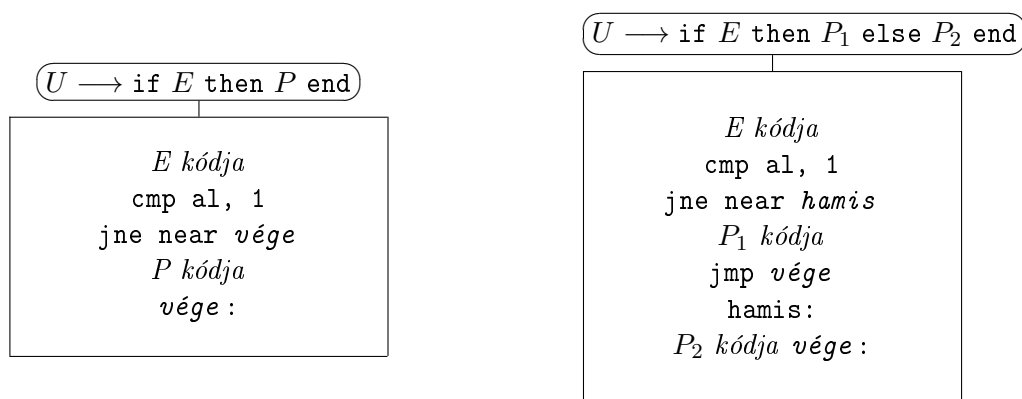 U ⟶ if E then P end
E kódja
cmp al, 1
jne near vége
P kódja
vége:
U ⟶ if E then P₁ else P₂ end
E kódja
cmp al, 1
jne near hamis
P₁ kódja
jmp vége
hamis:
P₂ kódja vége: